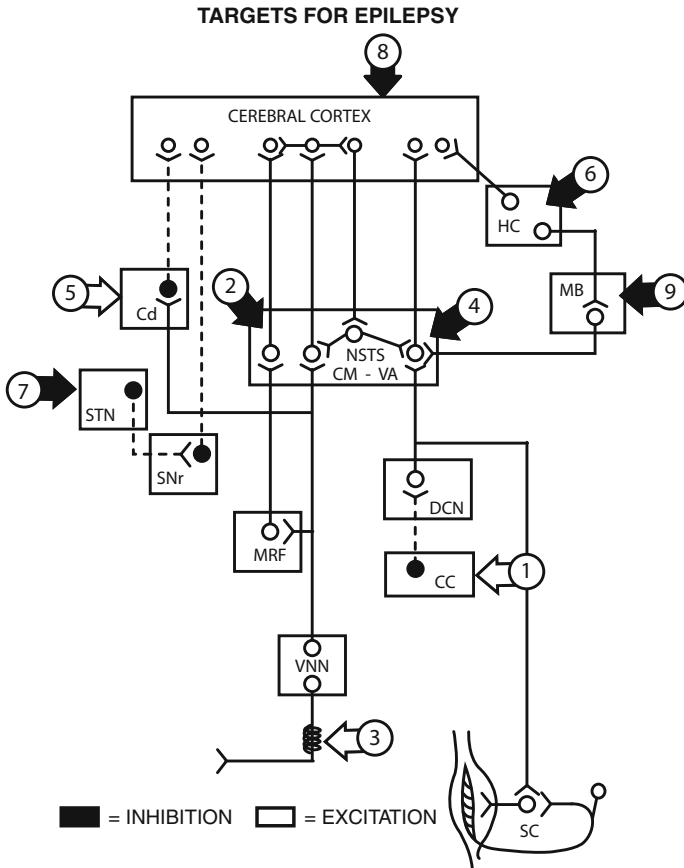 TARGETS FOR EPILEPSY
8
CEREBRAL CORTEX
6
HC
5
Cd
2
4
MB
9
NSTS
CM - VA
7
STN
SNr
DCN
MRF
CC
1
VNN
3
= INHIBITION
= EXCITATION
SC